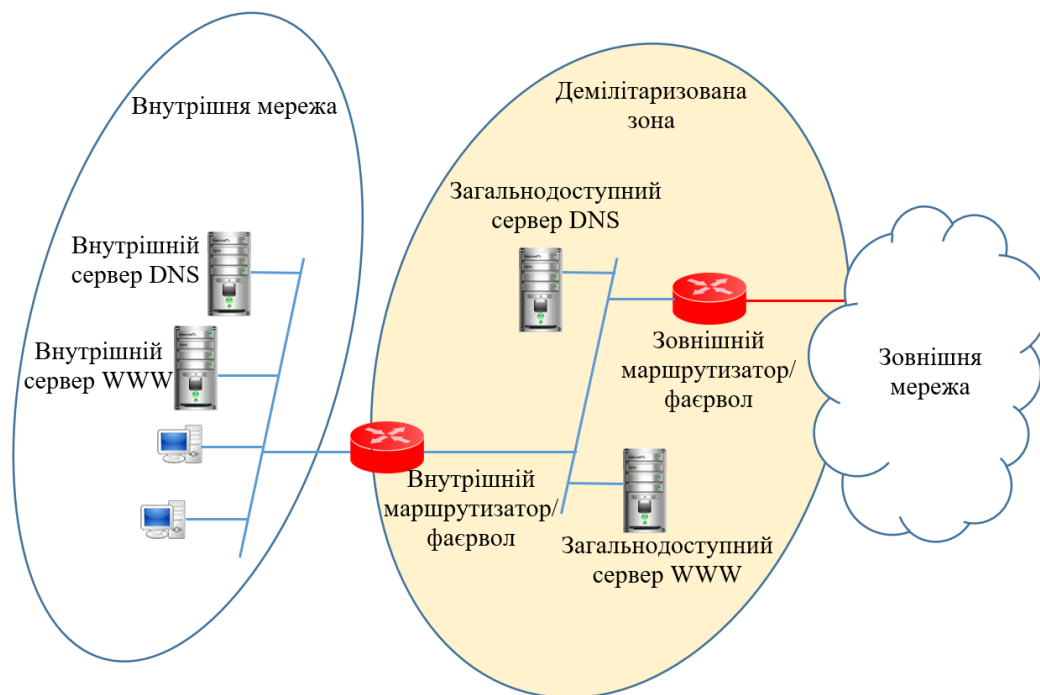 Внутрішня мережа
Демілітаризована
зона
Загальнодоступний
сервер DNS
Внутрішній
сервер DNS
Внутрішній
сервер WWW
Зовнішній
маршрутизатор/
фаєрвол
Зовнішня
мережа
Внутрішній
маршрутизатор/
фаєрвол
Загальнодоступний
сервер WWW